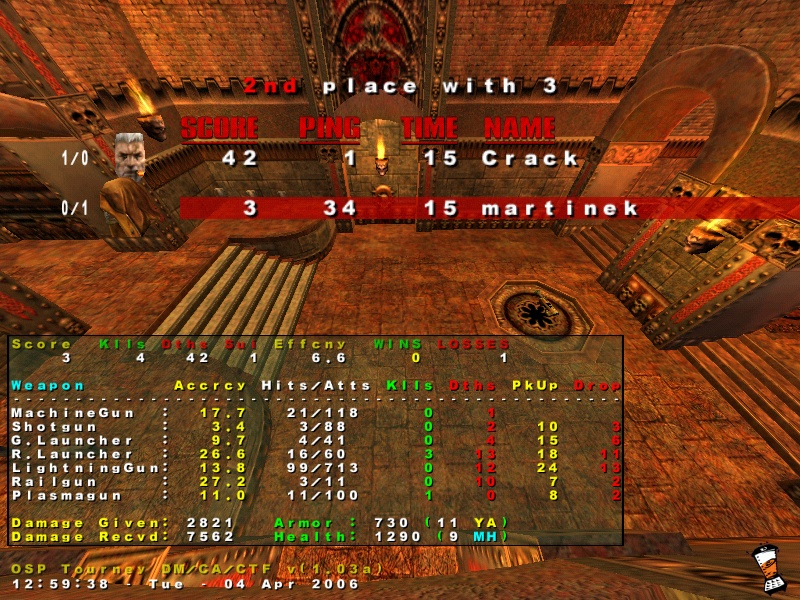 2nd place with 3
SCORE PING TIME NAME
1/0 42 1 15 Crack
0/1 3 34 15 martinek
Score Klls Dths Sui Effcny WINS LOSSES
3 4 42 1 6.6 0 1
Weapon Accrcy Hits/Atts Klls Dths PkUp Drop
MachineGun : 17.7 21/118 0 1
Shotgun : 3.4 3/88 0 2 10 3
G.Launcher : 9.7 4/41 0 4 15 6
R.Launcher : 26.6 16/60 3 13 18 11
LightningGun: 13.8 99/713 0 12 24 13
Railgun : 27.2 3/11 0 10 7 2
Plasmagun : 11.0 11/100 1 0 8 2
Damage Given: 2821 Armor : 730 (11 YA)
Damage Recvd: 7562 Health: 1290 (9 MH)
OSP Tourney DM/CA/CTF v(1.03a)
12:59:38 - Tue - 04 Apr 2006